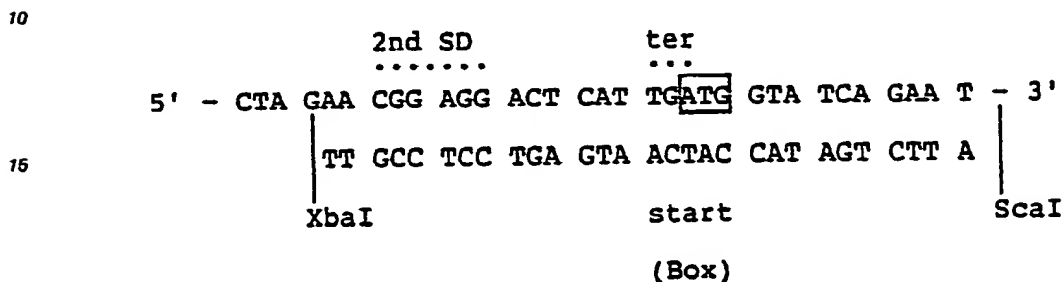 10
2nd SD ter
5' - CTA GAA CGG AGG ACT CAT TGATG GTA TCA GAA T - 3'
15
TT GCC TCC TGA GTA ACTAC CAT AGT CTT A
XbaI start ScaI
(Box)